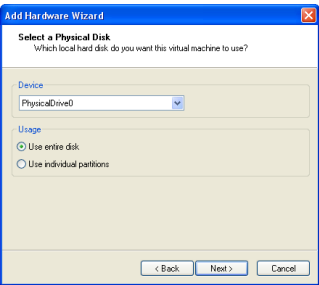 Add Hardware Wizard
Select a Physical Disk
Which local hard disk do you want this virtual machine to use?
Device
PhysicalDrive0
Usage
Use entire disk
Use individual partitions
< Back
Next >
Cancel